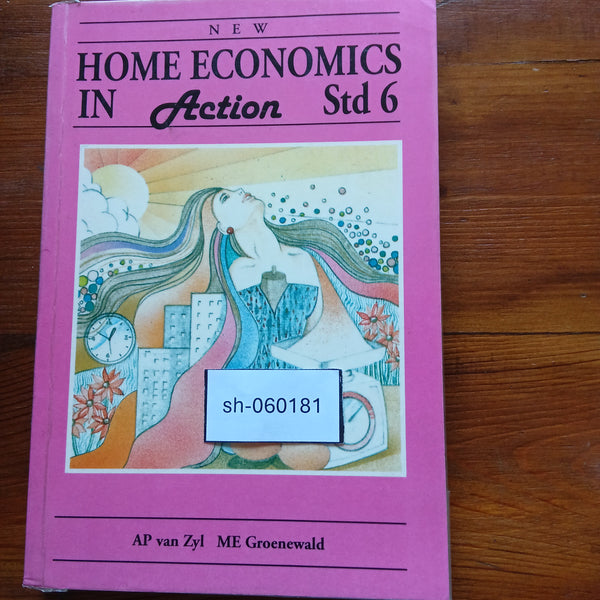 NEW
HOME ECONOMICS
IN Action Std 6
sh-060181
AP van Zyl ME Groenewald